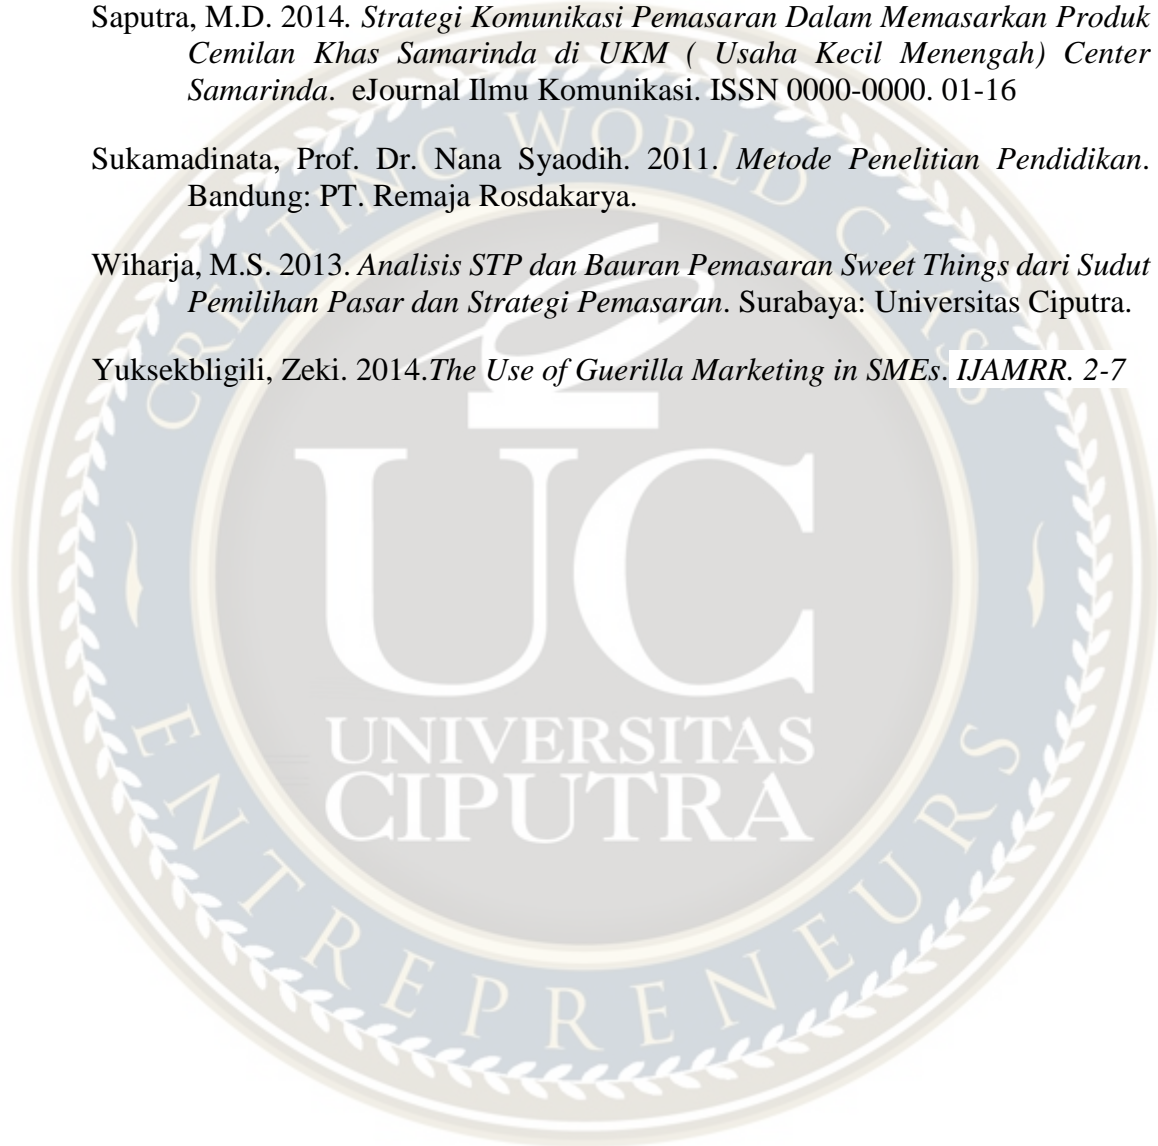 Saputra, M.D. 2014. Strategi Komunikasi Pemasaran Dalam Memasarkan Produk
Cemilan Khas Samarinda di UKM ( Usaha Kecil Menengah) Center
Samarinda. eJournal Ilmu Komunikasi. ISSN 0000-0000. 01-16
Sukamadinata, Prof. Dr. Nana Syaodih. 2011. Metode Penelitian Pendidikan.
Bandung: PT. Remaja Rosdakarya.
Wiharja, M.S. 2013. Analisis STP dan Bauran Pemasaran Sweet Things dari Sudut
Pemilihan Pasar dan Strategi Pemasaran. Surabaya: Universitas Ciputra.
Yuksekbligili, Zeki. 2014.The Use of Guerilla Marketing in SMEs. IJAMRR. 2-7
CREATING WORLD CLASS
UC
UNIVERSITAS
CIPUTRA
ENTREPRENEURS